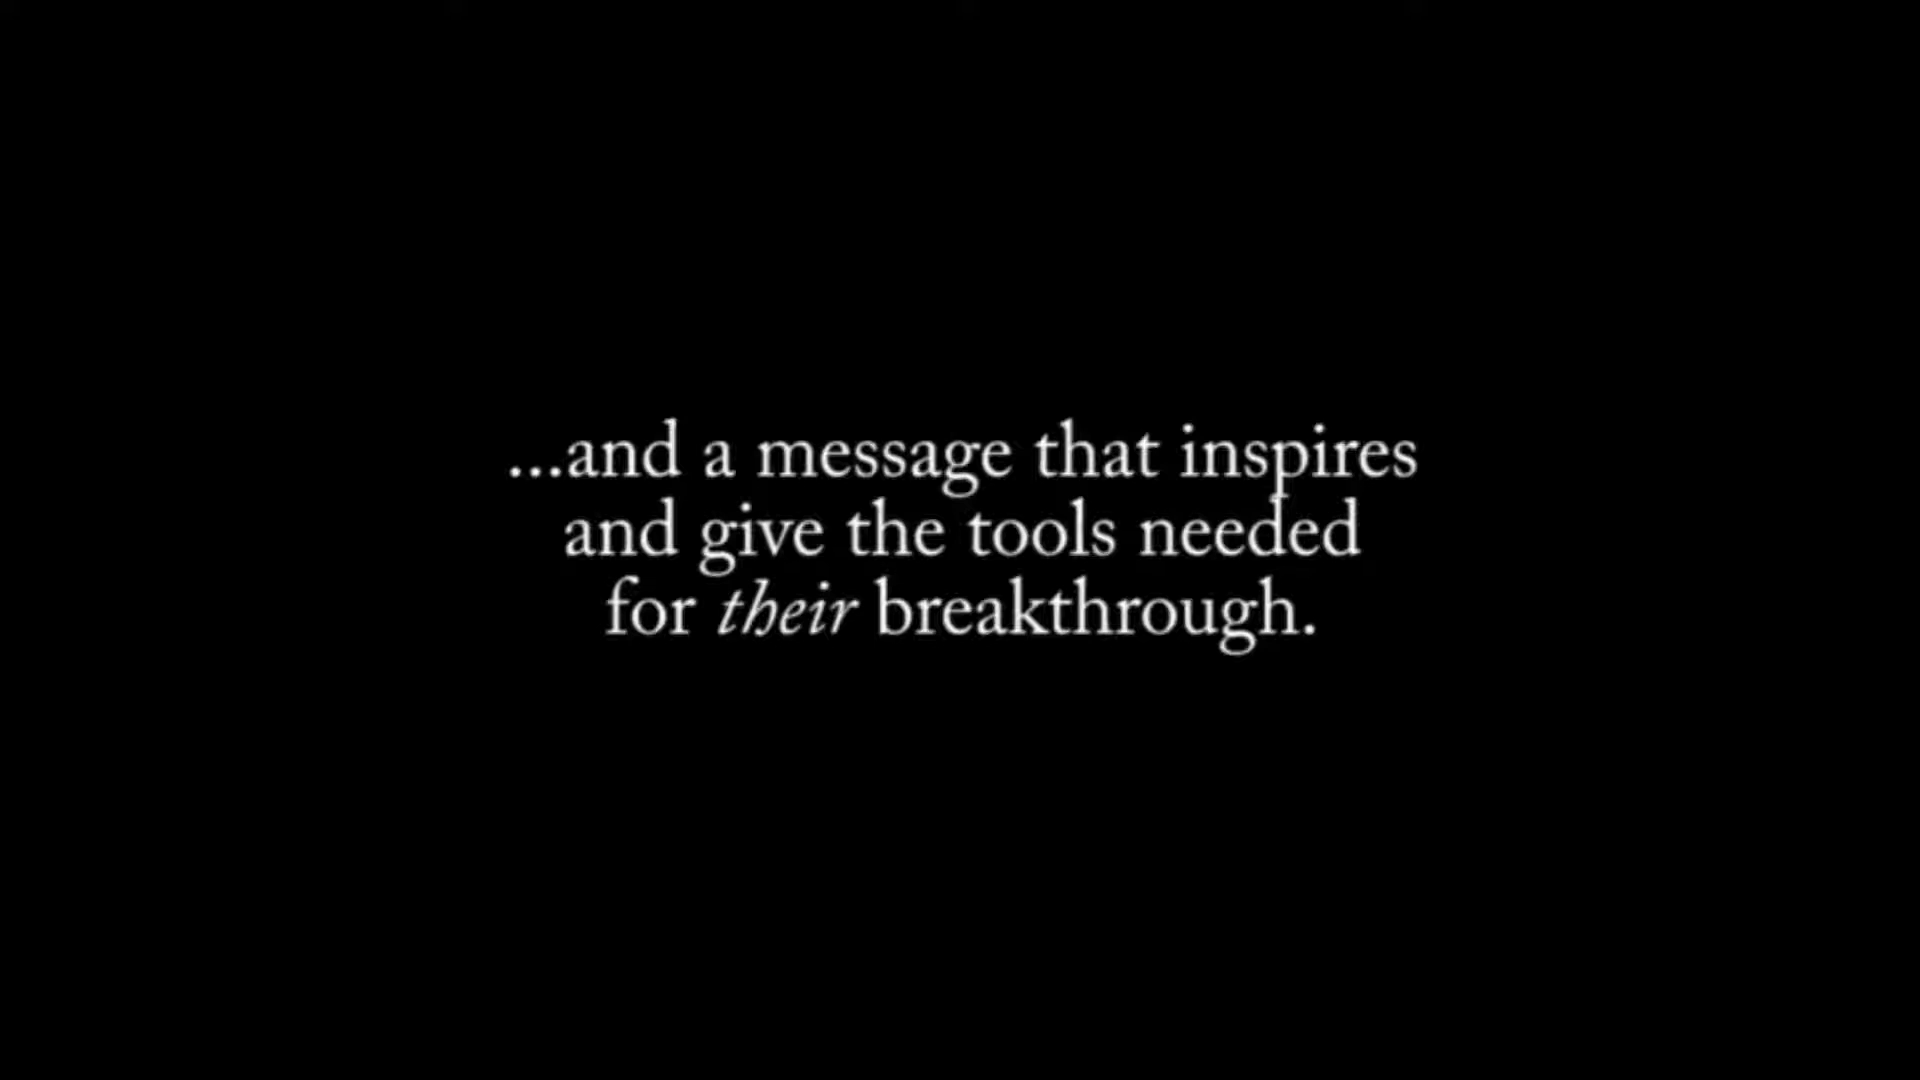 ...and a message that inspires
and give the tools needed
for their breakthrough.